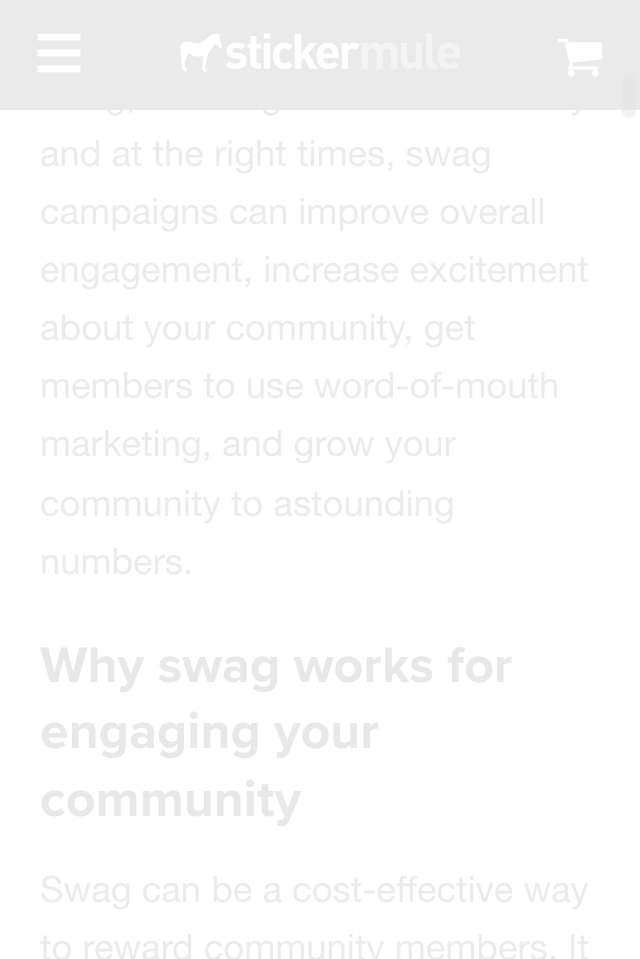 stickermule
and at the right times, swag
campaigns can improve overall
engagement, increase excitement
about your community, get
members to use word-of-mouth
marketing, and grow your
community to astounding
numbers.
Why swag works for
engaging your
community
Swag can be a cost-effective way
to reward community members. It